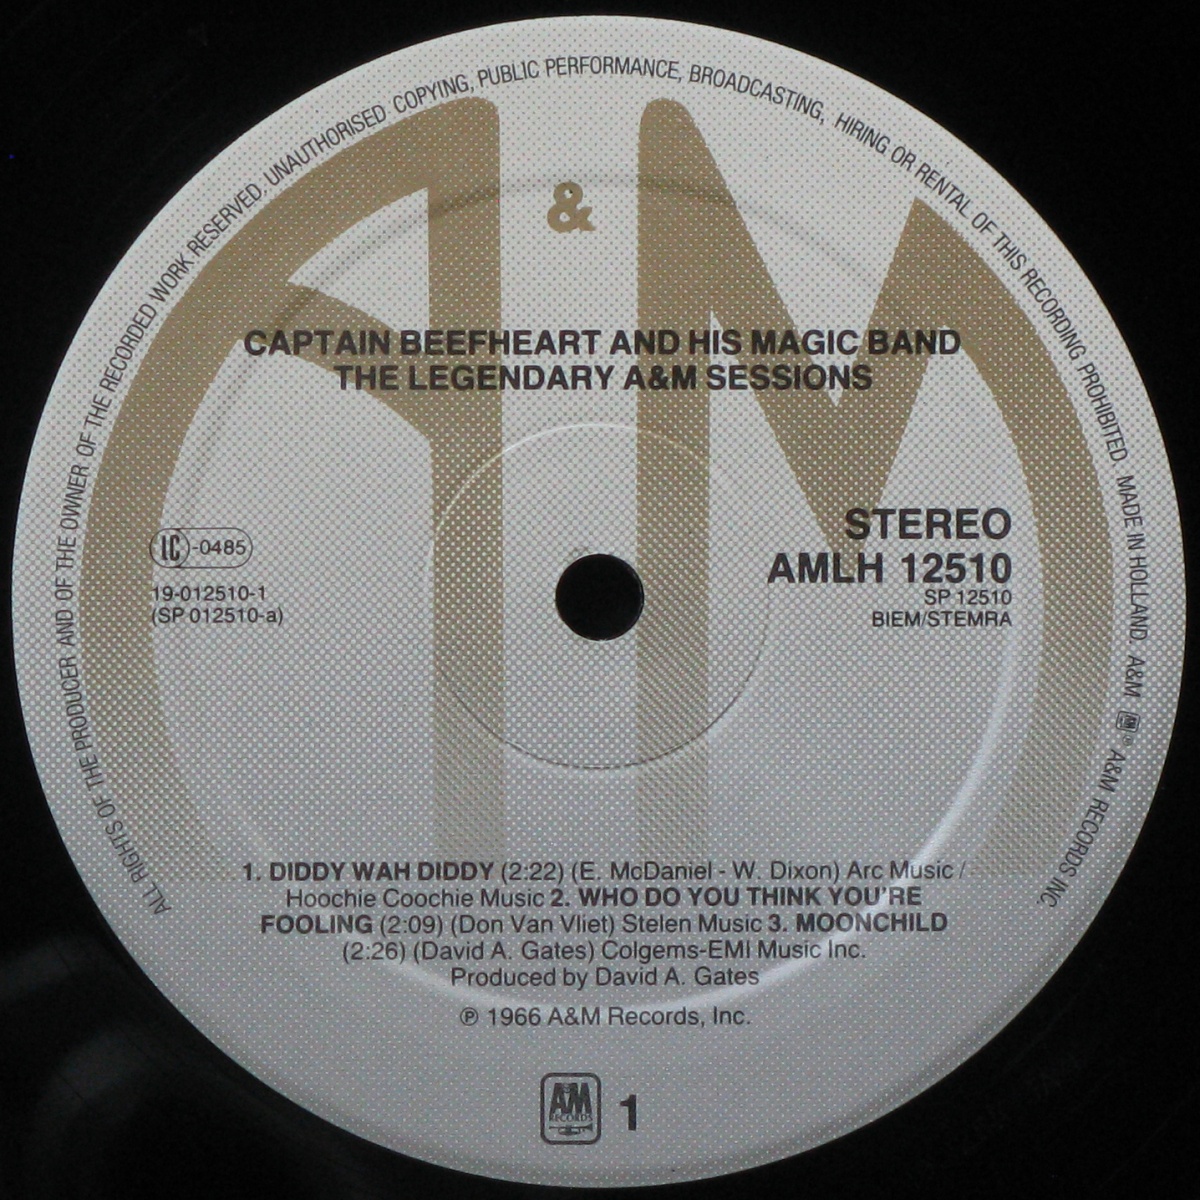 ALL RIGHTS OF THE PRODUCER AND OF THE OWNER OF THE RECORDED WORK RESERVED. UNAUTHORISED COPYING, PUBLIC PERFORMANCE, BROADCASTING, HIRING OR RENTAL OF THIS RECORDING PROHIBITED. MADE IN HOLLAND. A&M AM ℗ A&M RECORDS INC.
A&M
CAPTAIN BEEFHEART AND HIS MAGIC BAND
THE LEGENDARY A&M SESSIONS
LC-0485
19-012510-1
(SP 012510-a)
STEREO
AMLH 12510
SP 12510
BIEM/STEMRA
1. DIDDY WAH DIDDY (2:22) (E. McDaniel - W. Dixon) Arc Music /
Hoochie Coochie Music 2. WHO DO YOU THINK YOU'RE
FOOLING (2:09) (Don Van Vliet) Stelen Music 3. MOONCHILD
(2:26) (David A. Gates) Colgems-EMI Music Inc.
Produced by David A. Gates
℗ 1966 A&M Records, Inc.
AM RECORDS 1